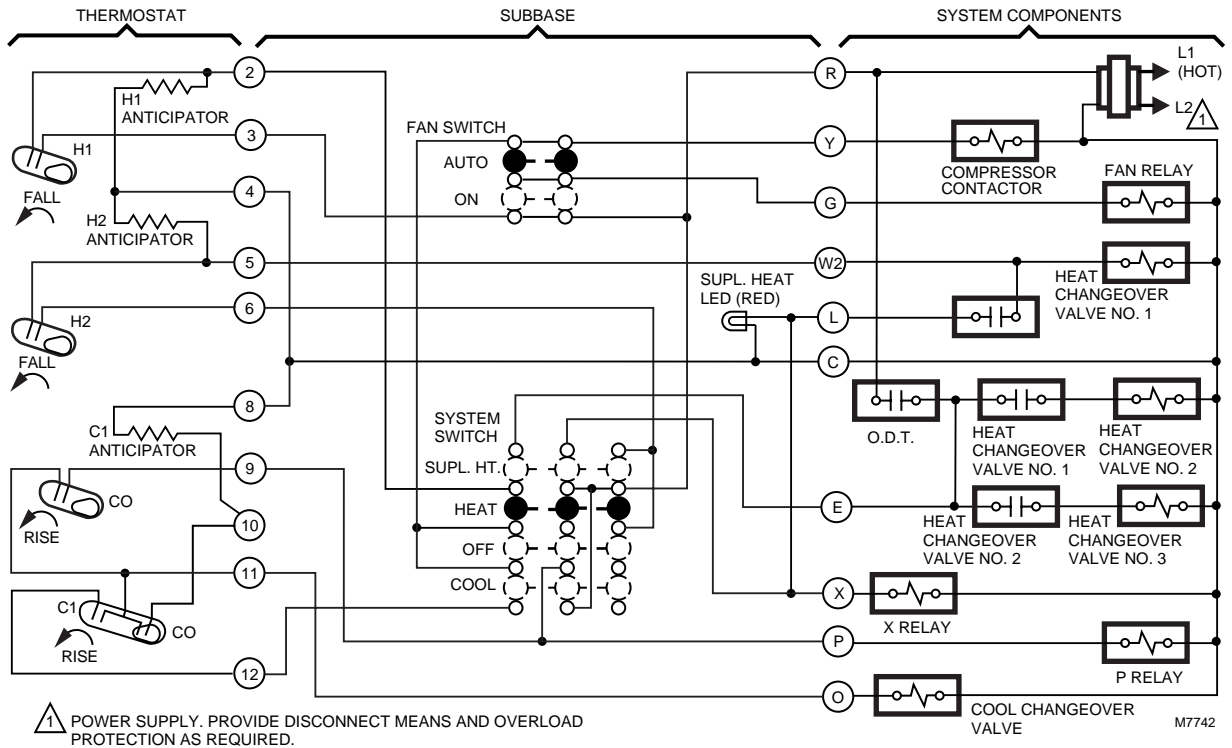 THERMOSTAT
SUBBASE
SYSTEM COMPONENTS
2
R
L1
(HOT)
L2
1
H1
ANTICIPATOR
3
FAN SWITCH
Y
H1
AUTO
COMPRESSOR
CONTACTOR
FAN RELAY
FALL
4
ON
G
H2
ANTICIPATOR
5
W2
SUPL. HEAT
LED (RED)
HEAT
CHANGEOVER
VALVE NO. 1
6
L
H2
FALL
C
8
C1
ANTICIPATOR
SYSTEM
SWITCH
O.D.T.
HEAT
CHANGEOVER
VALVE NO. 1
HEAT
CHANGEOVER
VALVE NO. 2
9
SUPL. HT.
CO
HEAT
E
RISE
10
HEAT
CHANGEOVER
VALVE NO. 2
HEAT
CHANGEOVER
VALVE NO. 3
OFF
11
COOL
X
C1
CO
X RELAY
RISE
P
12
P RELAY
O
COOL CHANGEOVER
VALVE
1 POWER SUPPLY. PROVIDE DISCONNECT MEANS AND OVERLOAD
PROTECTION AS REQUIRED.
M7742